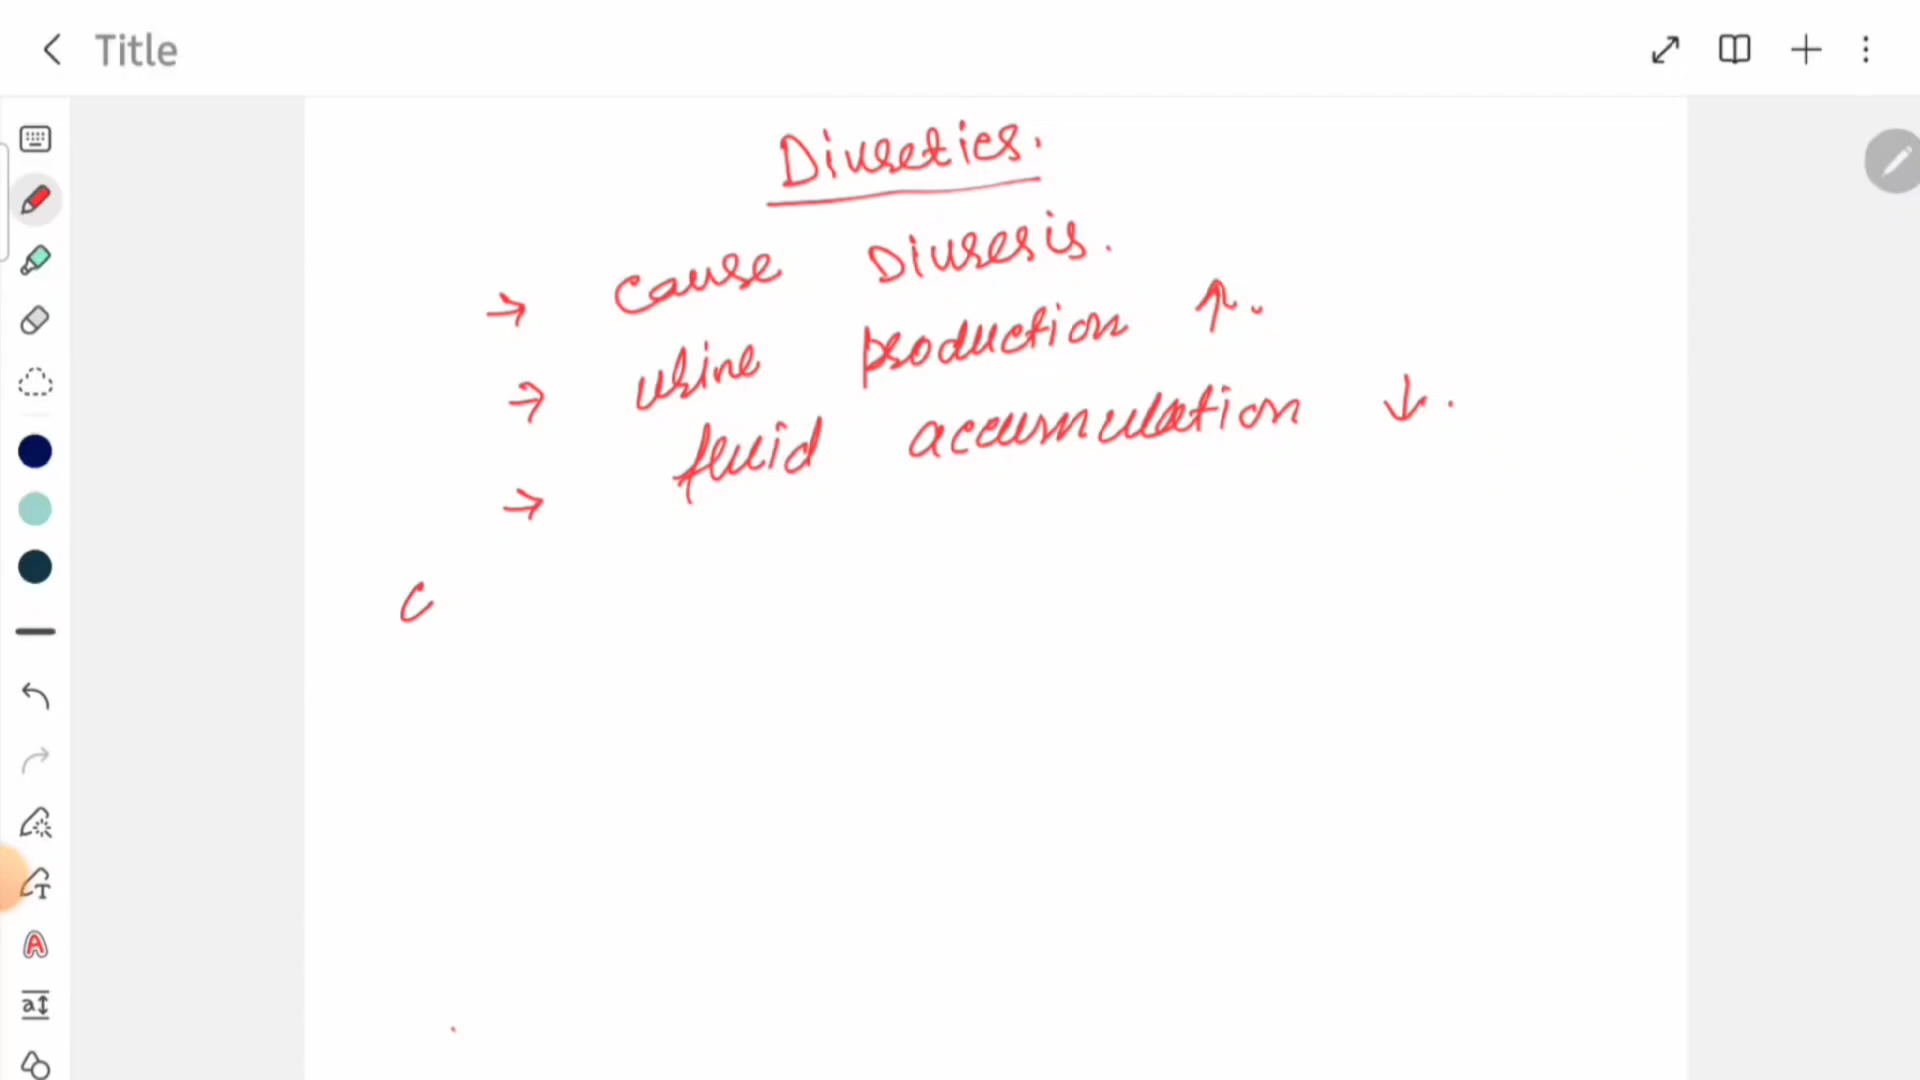 Title
Diuretics.
→ cause Diuresis.
→ urine production ↑.
→ fluid accumulation ↓.
C